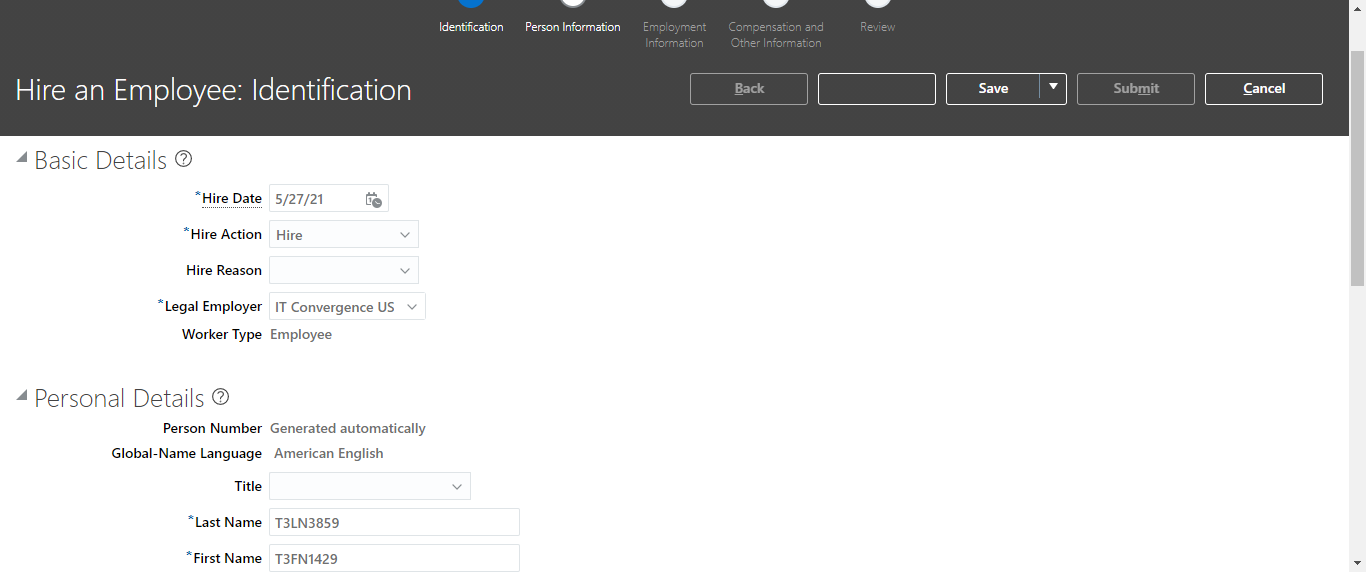 Identification
Person Information
Employment
Information
Compensation and
Other Information
Review
Hire an Employee: Identification
Back
Save
Submit
Cancel
Basic Details
*Hire Date 5/27/21
*Hire Action Hire
Hire Reason
*Legal Employer IT Convergence US
Worker Type Employee
Personal Details
Person Number Generated automatically
Global-Name Language American English
Title
*Last Name T3LN3859
*First Name T3FN1429